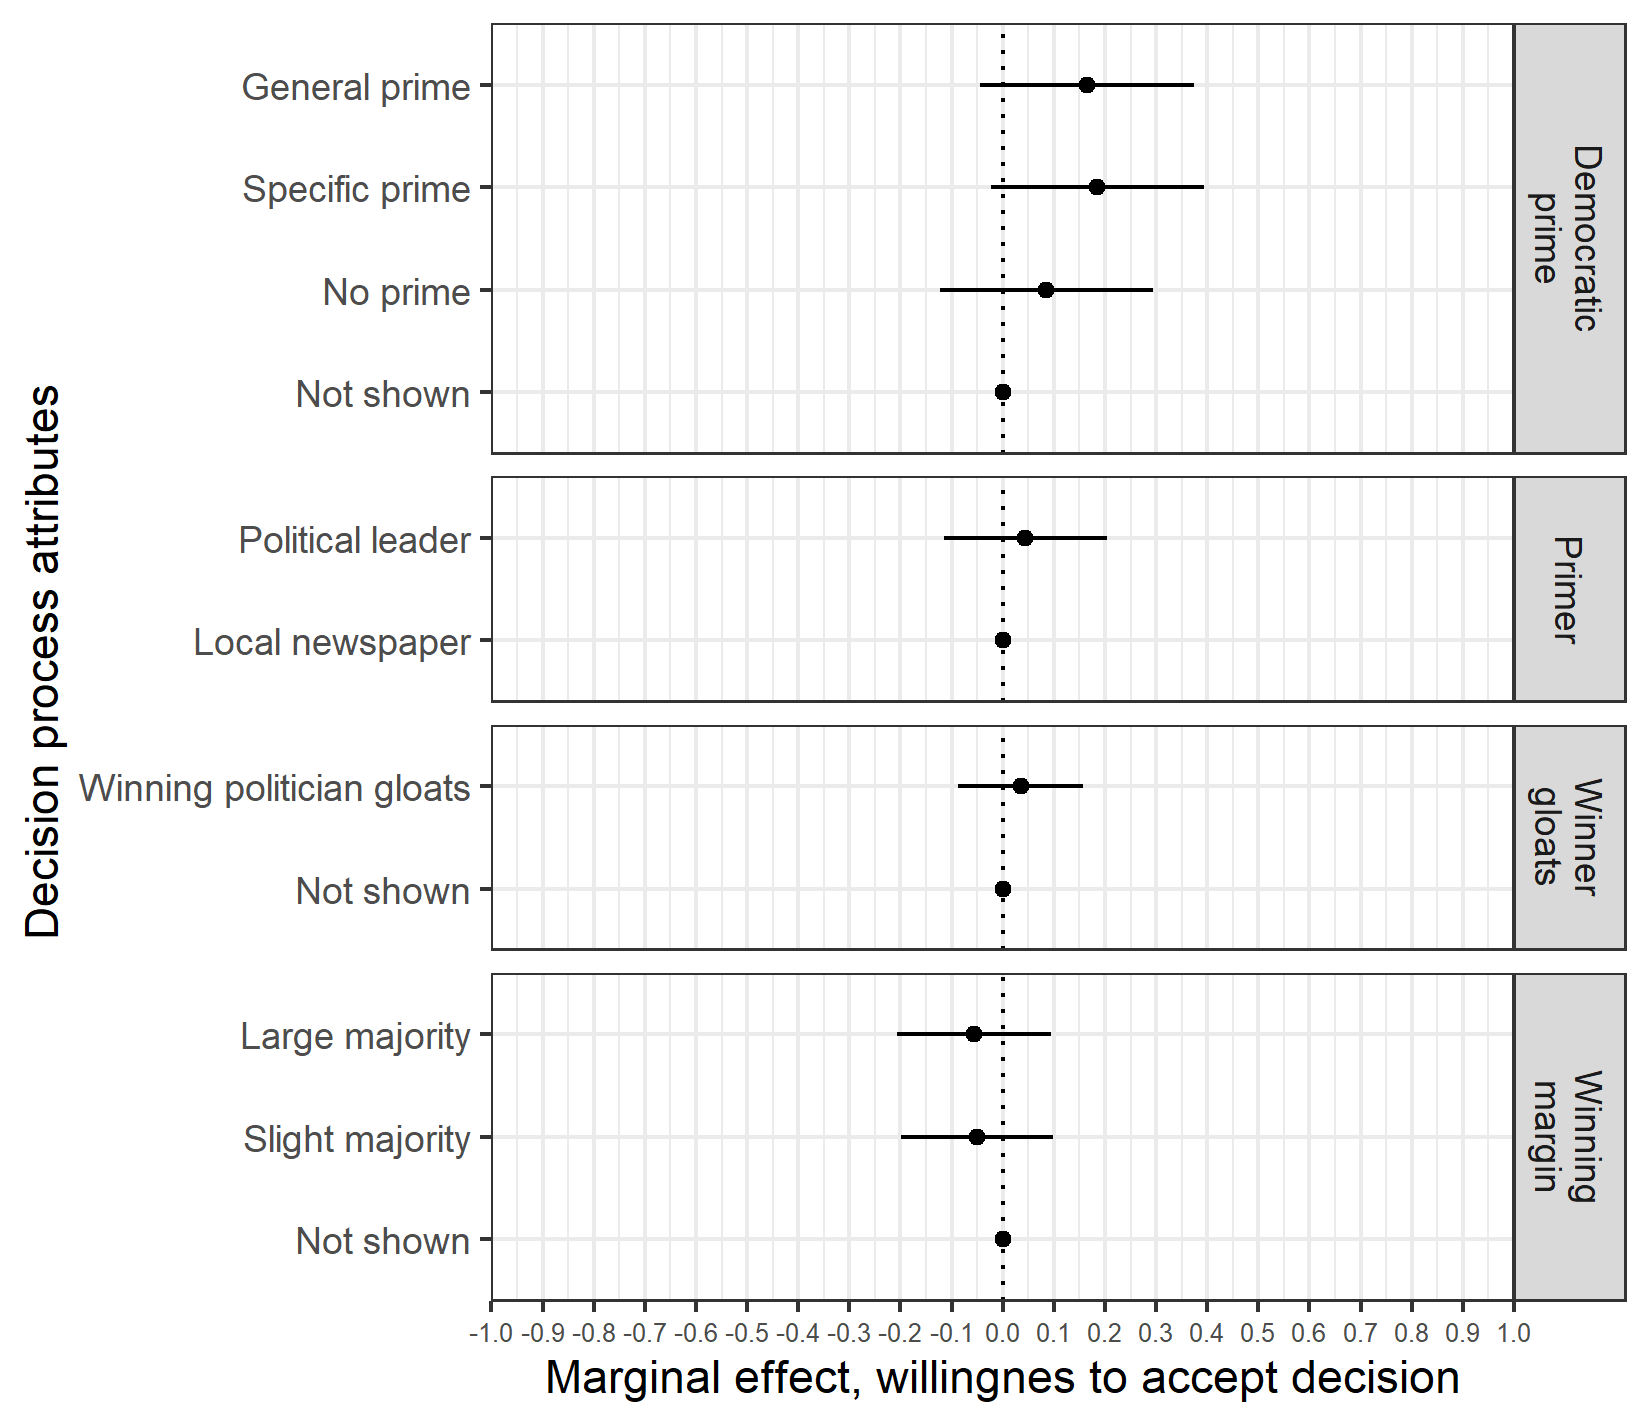 Decision process attributes
General prime
Specific prime
No prime
Not shown
Democratic
prime
Political leader
Local newspaper
Primer
Winning politician gloats
Not shown
Winner
gloats
Large majority
Slight majority
Not shown
Winning
margin
-1.0 -0.9 -0.8 -0.7 -0.6 -0.5 -0.4 -0.3 -0.2 -0.1 0.0 0.1 0.2 0.3 0.4 0.5 0.6 0.7 0.8 0.9 1.0
Marginal effect, willingnes to accept decision